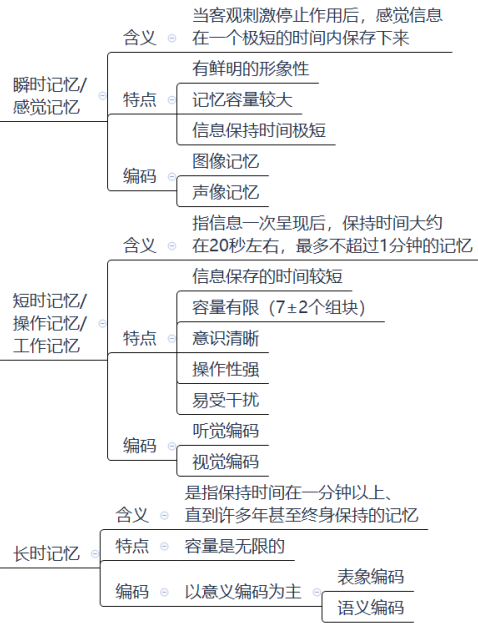 瞬时记忆/
感觉记忆
含义
当客观刺激停止作用后，感觉信息
在一个极短的时间内保存下来
特点
有鲜明的形象性
记忆容量较大
信息保持时间极短
编码
图像记忆
声像记忆
短时记忆/
操作记忆/
工作记忆
含义
指信息一次呈现后，保持时间大约
在20秒左右，最多不超过1分钟的记忆
特点
信息保存的时间较短
容量有限（7±2个组块）
意识清晰
操作性强
易受干扰
编码
听觉编码
视觉编码
长时记忆
含义
是指保持时间在一分钟以上、
直到许多年甚至终身保持的记忆
特点
容量是无限的
编码
以意义编码为主
表象编码
语义编码